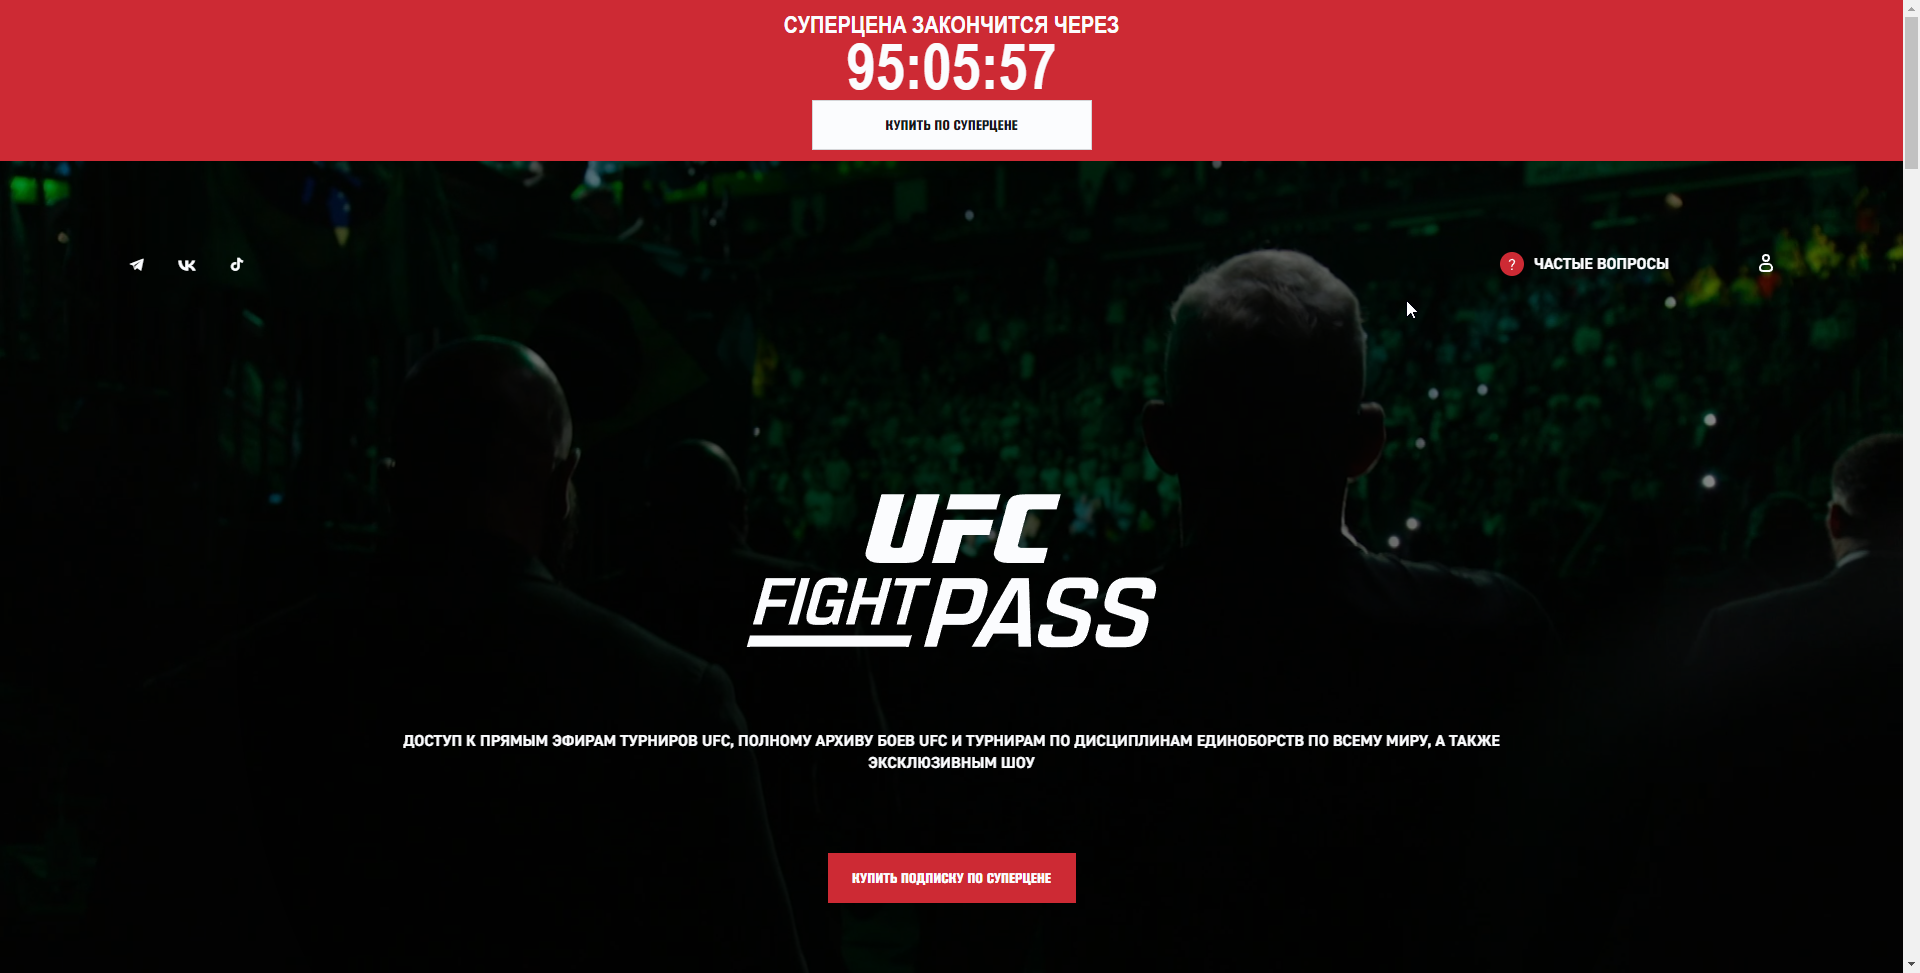 СУПЕРЦЕНА ЗАКОНЧИТСЯ ЧЕРЕЗ
95:05:57
КУПИТЬ ПО СУПЕРЦЕНЕ
? ЧАСТЫЕ ВОПРОСЫ
UFC
FIGHT PASS
ДОСТУП К ПРЯМЫМ ЭФИРАМ ТУРНИРОВ UFC, ПОЛНОМУ АРХИВУ БОЕВ UFC И ТУРНИРАМ ПО ДИСЦИПЛИНАМ ЕДИНОБОРСТВ ПО ВСЕМУ МИРУ, А ТАКЖЕ
ЭКСКЛЮЗИВНЫМ ШОУ
КУПИТЬ ПОДПИСКУ ПО СУПЕРЦЕНЕ